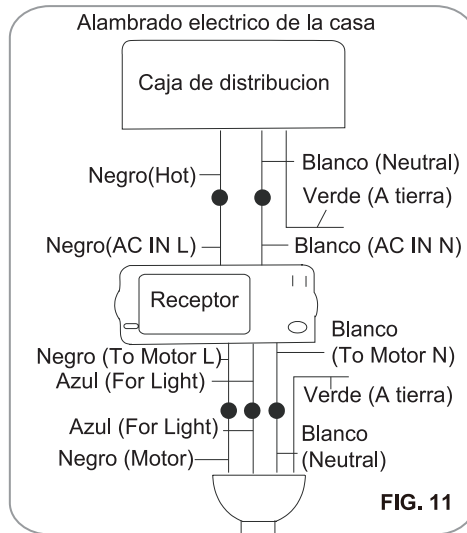 Alambrado electrico de la casa
Caja de distribucion
Negro(Hot)
Blanco (Neutral)
Verde (A tierra)
Negro(AC IN L)
Blanco (AC IN N)
Receptor
Negro (To Motor L)
Azul (For Light)
Blanco
(To Motor N)
Verde (A tierra)
Azul (For Light)
Negro (Motor)
Blanco
(Neutral)
FIG. 11